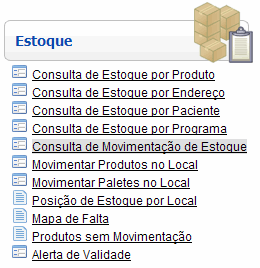 Estoque
Consulta de Estoque por Produto
Consulta de Estoque por Endereço
Consulta de Estoque por Paciente
Consulta de Estoque por Programa
Consulta de Movimentação de Estoque
Movimentar Produtos no Local
Movimentar Paletes no Local
Posição de Estoque por Local
Mapa de Falta
Produtos sem Movimentação
Alerta de Validade